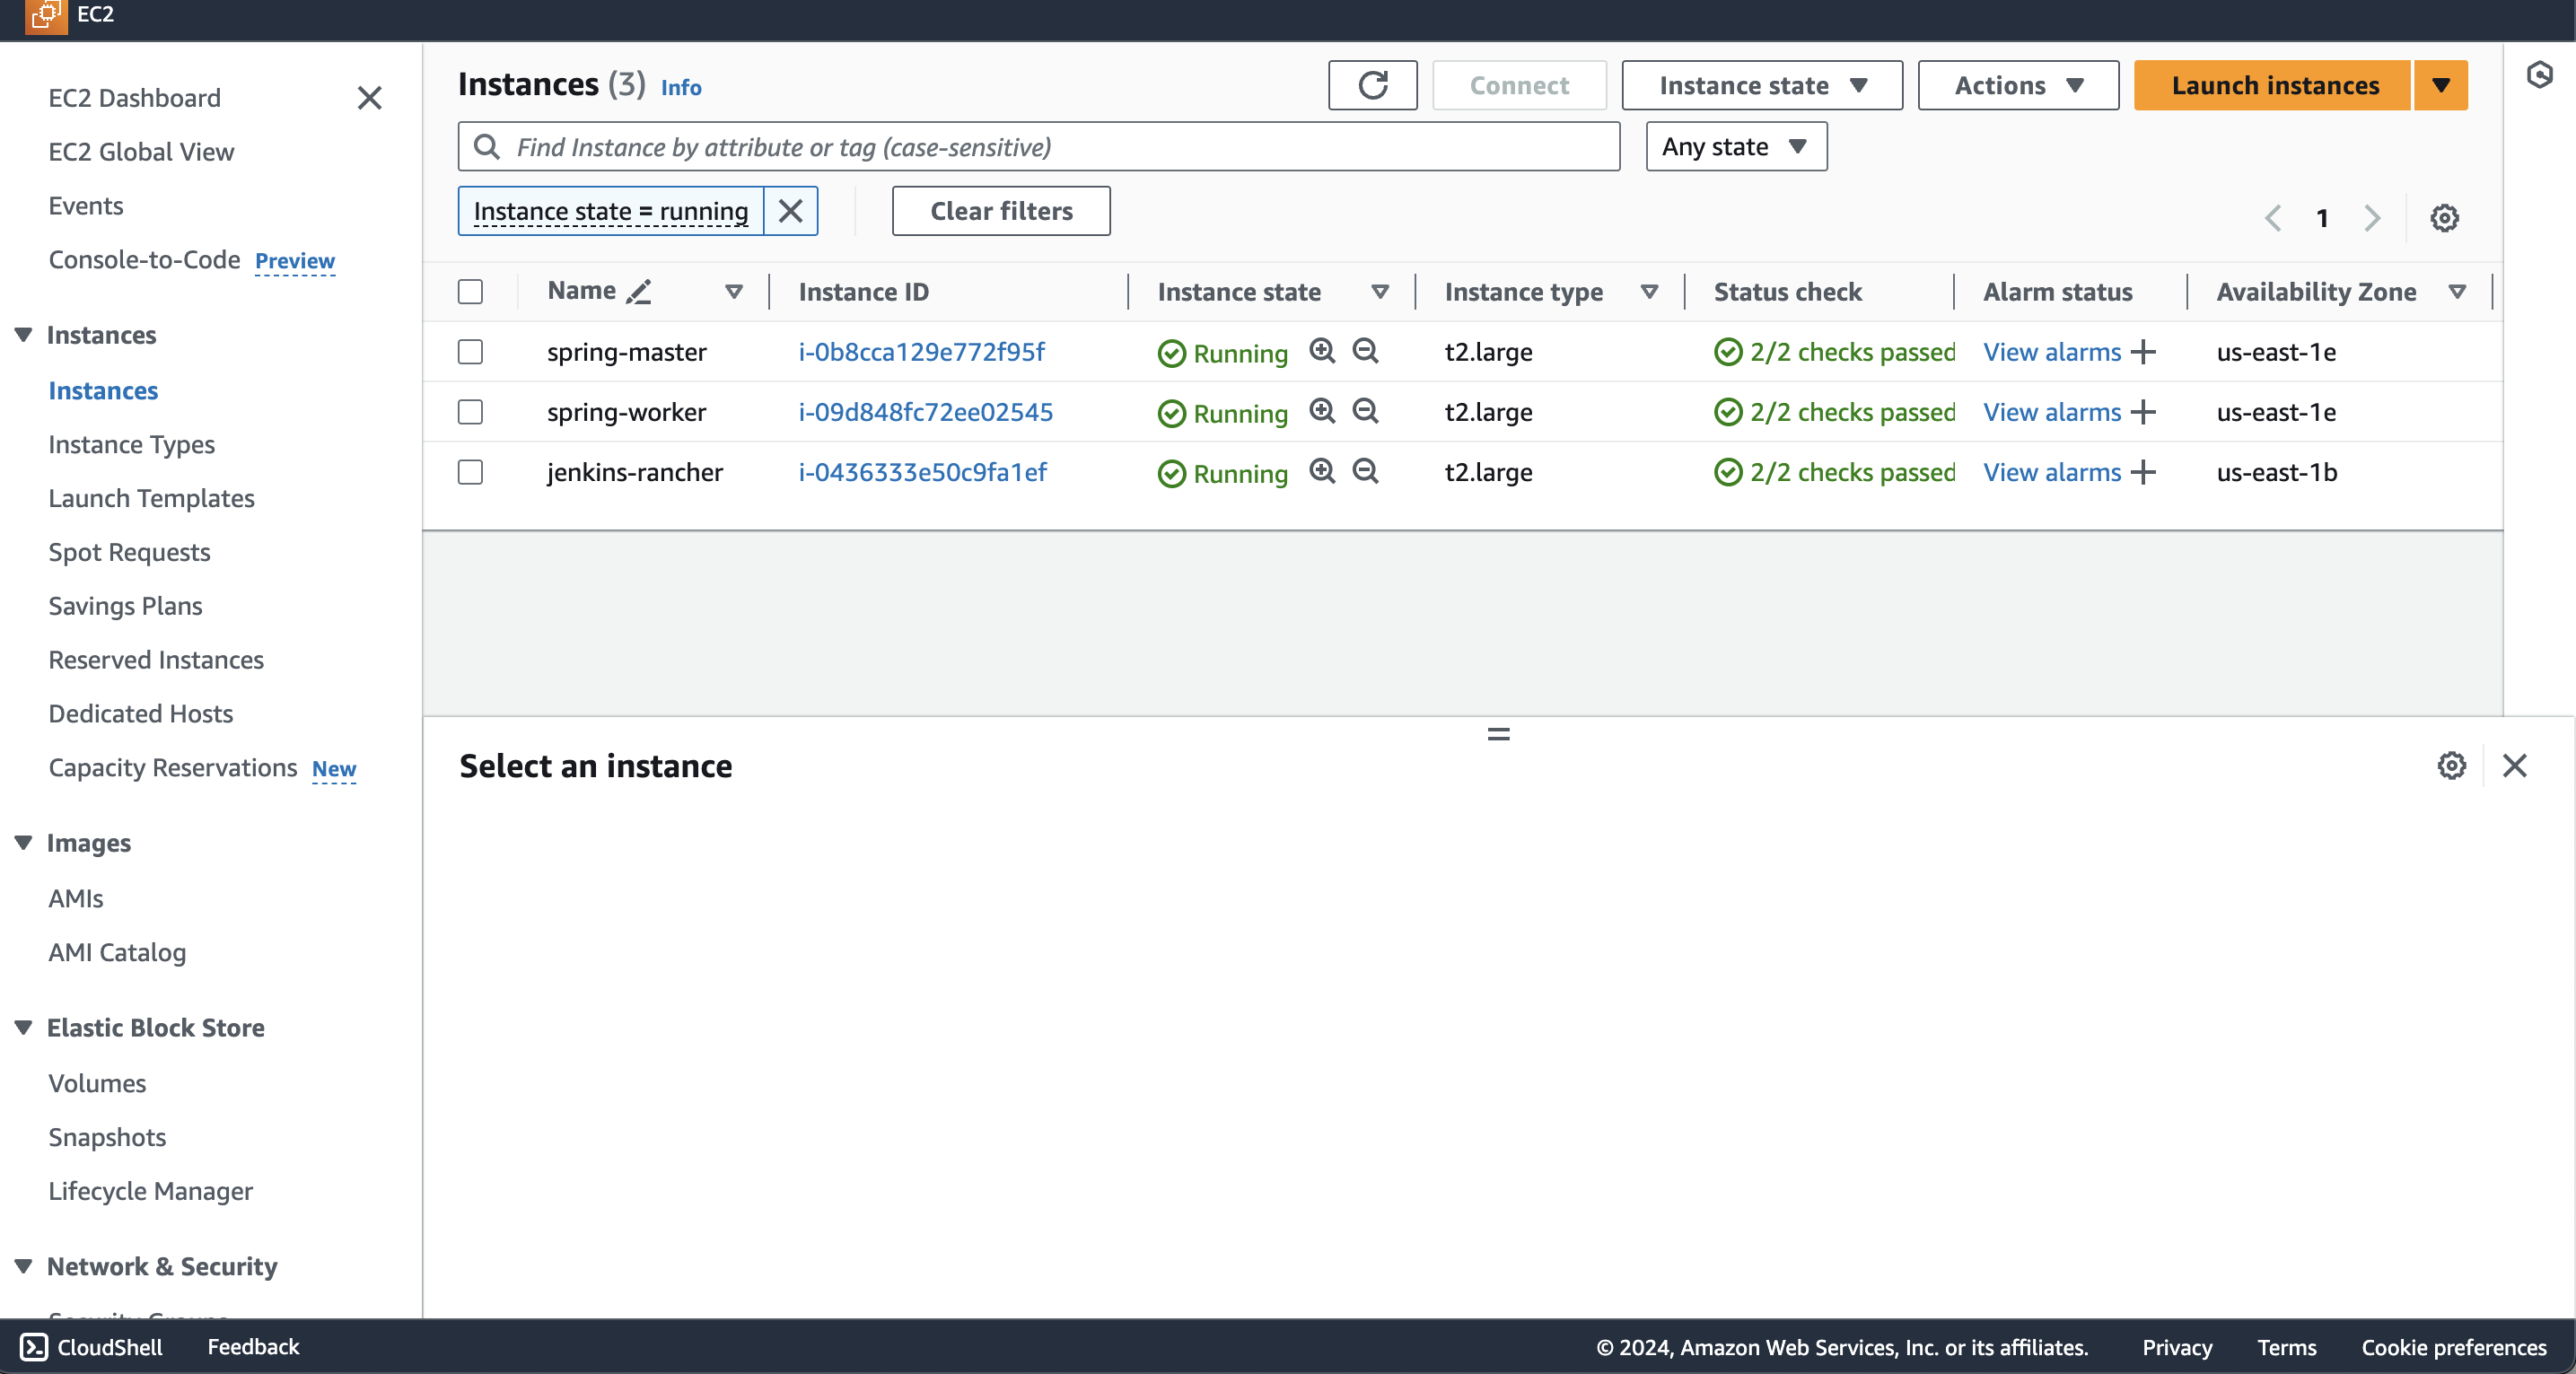 EC2
EC2 Dashboard
EC2 Global View
Events
Console-to-Code Preview
Instances
Instances
Instance Types
Launch Templates
Spot Requests
Savings Plans
Reserved Instances
Dedicated Hosts
Capacity Reservations New
Images
AMIs
AMI Catalog
Elastic Block Store
Volumes
Snapshots
Lifecycle Manager
Network & Security
Instances (3) Info
Connect
Instance state
Actions
Launch instances
Find Instance by attribute or tag (case-sensitive)
Any state
Instance state = running
Clear filters
1
Name Instance ID Instance state Instance type Status check Alarm status Availability Zone
spring-master i-0b8cca129e772f95f Running t2.large 2/2 checks passed View alarms us-east-1e
spring-worker i-09d848fc72ee02545 Running t2.large 2/2 checks passed View alarms us-east-1e
jenkins-rancher i-0436333e50c9fa1ef Running t2.large 2/2 checks passed View alarms us-east-1b
Select an instance
CloudShell Feedback © 2024, Amazon Web Services, Inc. or its affiliates. Privacy Terms Cookie preferences